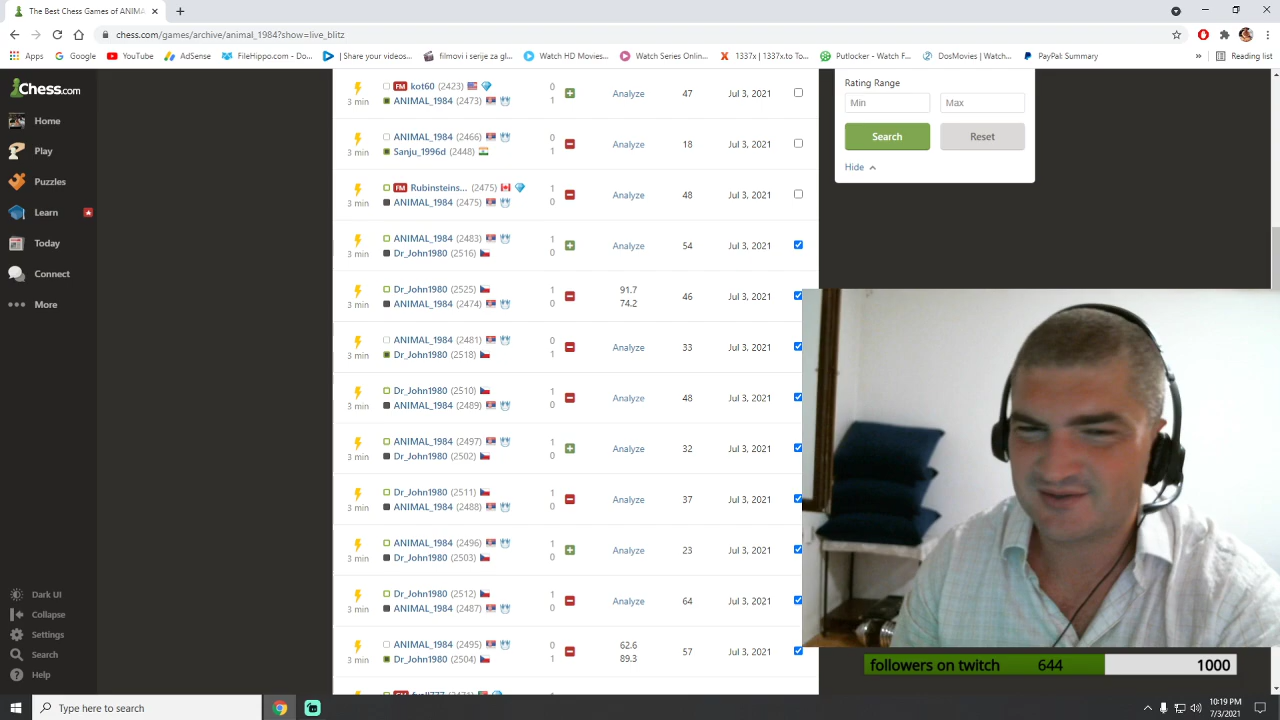 The Best Chess Games of ANIMA
chess.com/games/archive/animal_1984?show=live_blitz
Apps Google YouTube AdSense FileHippo.com - D... Share your videos... filmovi i serije za gl... Watch HD Movies... Watch Series Online... 1337x | 1337x.to To... Putlocker - Watch F... DosMovies | Watch... PayPal: Summary » Reading list
Chess.com
Home
Play
Puzzles
Learn
Today
Connect
More
Dark UI
Collapse
Settings
Search
Help
3 min kot60 (2423) 0 Analyze 47 Jul 3, 2021
FM ANIMAL_1984 (2473) 1
3 min ANIMAL_1984 (2466) 0 Analyze 18 Jul 3, 2021
Sanju_1996d (2448) 1
3 min FM Rubinsteins... (2475) 1 Analyze 48 Jul 3, 2021
ANIMAL_1984 (2475) 0
3 min ANIMAL_1984 (2483) 1 Analyze 54 Jul 3, 2021
Dr_John1980 (2516) 0
3 min Dr_John1980 (2525) 1 91.7 46 Jul 3, 2021
ANIMAL_1984 (2474) 0 74.2
3 min ANIMAL_1984 (2481) 0 Analyze 33 Jul 3, 2021
Dr_John1980 (2518) 1
3 min Dr_John1980 (2510) 1 Analyze 48 Jul 3, 2021
ANIMAL_1984 (2489) 0
3 min ANIMAL_1984 (2497) 1 Analyze 32 Jul 3, 2021
Dr_John1980 (2502) 0
3 min Dr_John1980 (2511) 1 Analyze 37 Jul 3, 2021
ANIMAL_1984 (2488) 0
3 min ANIMAL_1984 (2496) 1 Analyze 23 Jul 3, 2021
Dr_John1980 (2503) 0
3 min Dr_John1980 (2512) 1 Analyze 64 Jul 3, 2021
ANIMAL_1984 (2487) 0
3 min ANIMAL_1984 (2495) 0 62.6 57 Jul 3, 2021
Dr_John1980 (2504) 1 89.3
Rating Range
Min Max
Search Reset
Hide
followers on twitch 644 1000
Type here to search
10:19 PM
7/3/2021